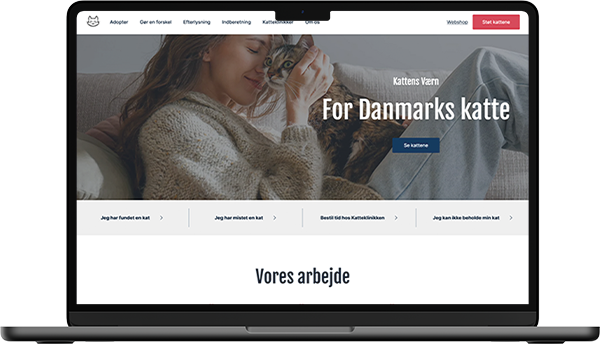 Adopter Gør en forskel Efterlysning Indberetning Katteklinikker Om os Webshop Støt kattene
Kattens Værn
For Danmarks katte
Se kattene
Jeg har fundet en kat
Jeg har mistet en kat
Bestil tid hos Katteklinikken
Jeg kan ikke beholde min kat
Vores arbejde